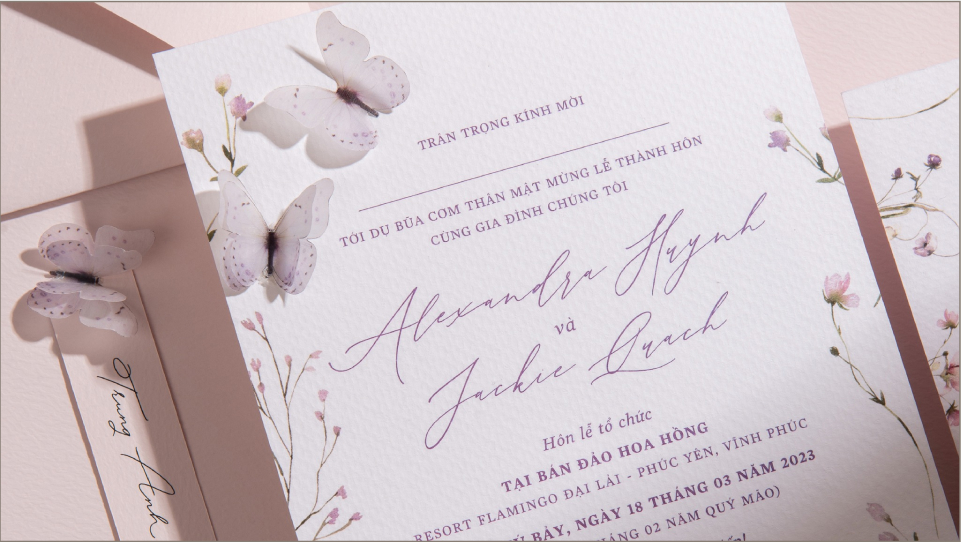 TRÂN TRỌNG KÍNH MỜI
TỚI DỰ BỮA CƠM THÂN MẬT MỪNG LỄ THÀNH HÔN
CÙNG GIA ĐÌNH CHÚNG TÔI
Alexandra Huynh
và
Jackie Quach
Hôn lễ tổ chức
TẠI BÁN ĐẢO HOA HỒNG
RESORT FLAMINGO ĐẠI LẢI - PHÚC YÊN, VĨNH PHÚC
BẢY, NGÀY 18 THÁNG 03 NĂM 2023
THÁNG 02 NĂM QUÝ MÃO)
Trung Anh